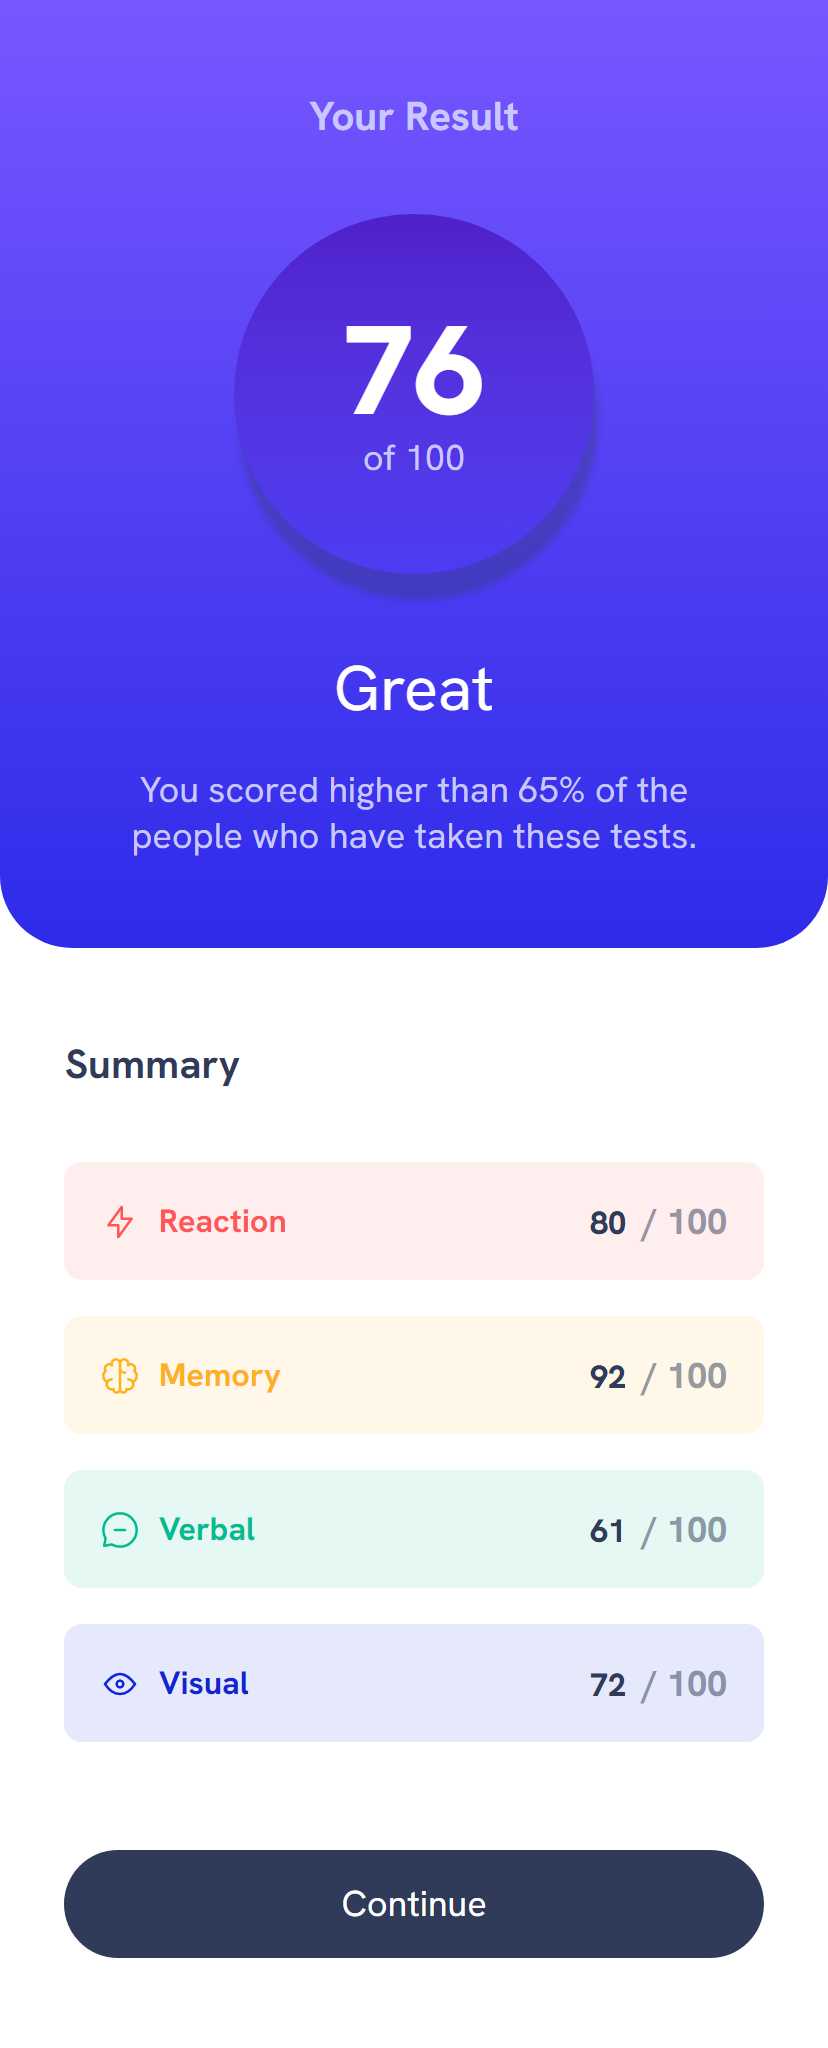 Your Result
76
of 100
Great
You scored higher than 65% of the
people who have taken these tests.
Summary
Reaction 80 / 100
Memory 92 / 100
Verbal 61 / 100
Visual 72 / 100
Continue